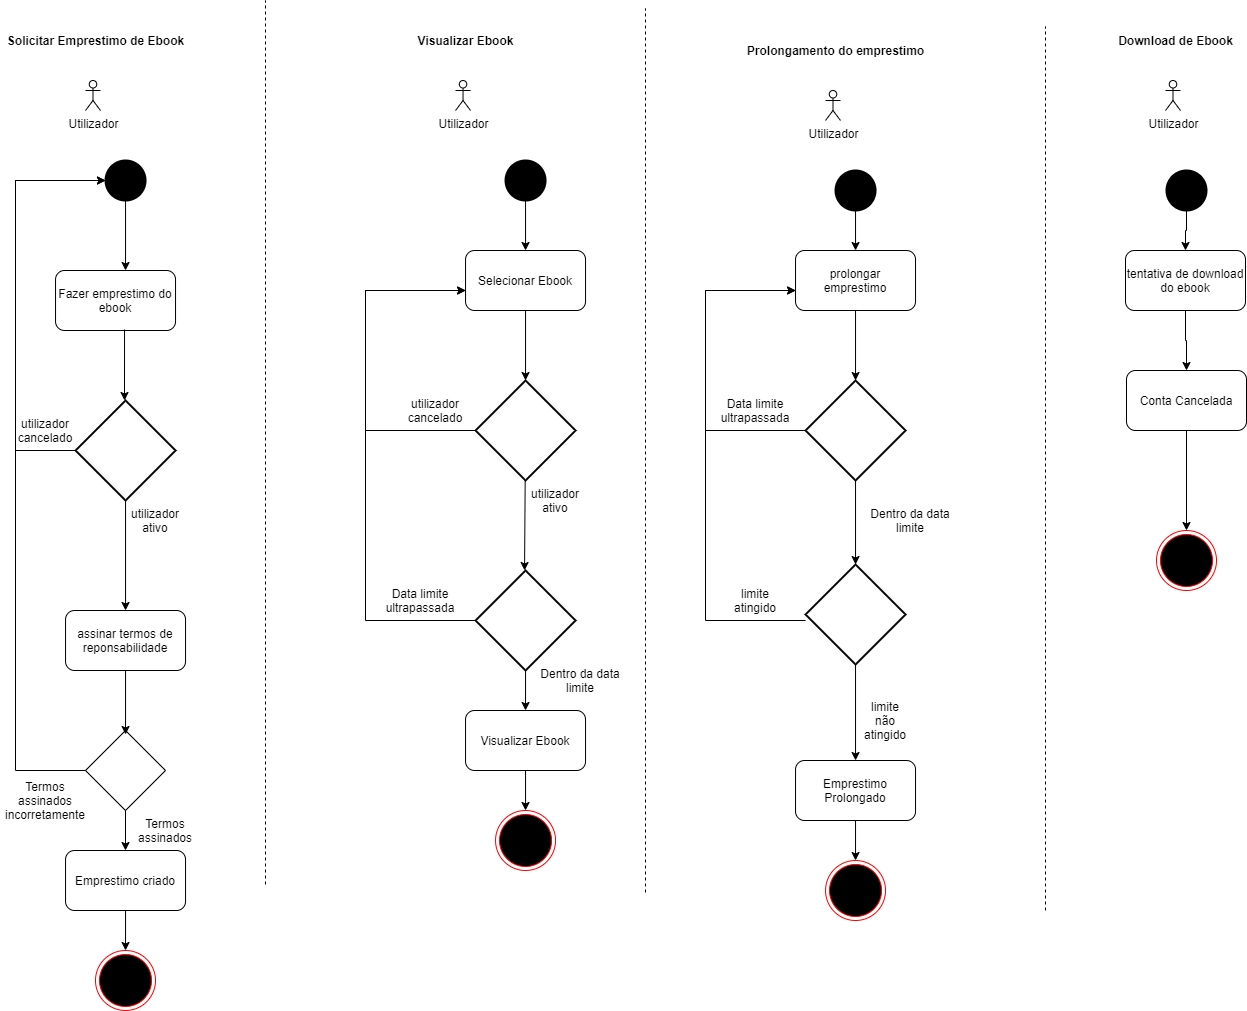 Solicitar Emprestimo de Ebook
Utilizador
Fazer emprestimo do
ebook
utilizador
cancelado
utilizador
ativo
assinar termos de
reponsabilidade
Termos
assinados
incorretamente
Termos
assinados
Emprestimo criado
Visualizar Ebook
Utilizador
Selecionar Ebook
utilizador
cancelado
utilizador
ativo
Data limite
ultrapassada
Dentro da data
limite
Visualizar Ebook
Prolongamento do emprestimo
Utilizador
prolongar
emprestimo
Data limite
ultrapassada
Dentro da data
limite
limite
atingido
limite
não
atingido
Emprestimo
Prolongado
Download de Ebook
Utilizador
tentativa de download
do ebook
Conta Cancelada